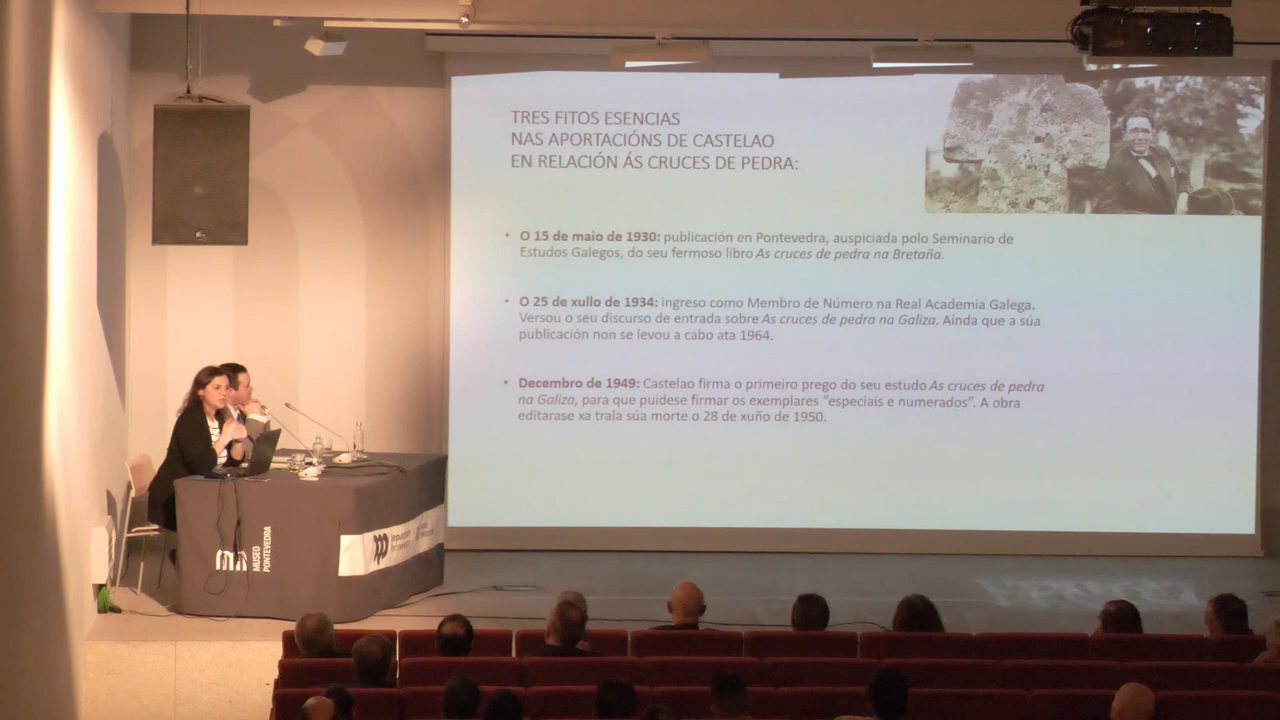 TRES FITOS ESENCIAS
NAS APORTACIÓNS DE CASTELAO
EN RELACIÓN ÁS CRUCES DE PEDRA:
• O 15 de maio de 1930: publicación en Pontevedra, auspiciada polo Seminario de
Estudos Galegos, do seu fermoso libro As cruces de pedra na Bretaña.
• O 25 de xullo de 1934: ingreso como Membro de Número na Real Academia Galega.
Versou o seu discurso de entrada sobre As cruces de pedra na Galiza. Ainda que a súa
publicación non se levou a cabo ata 1964.
• Decembro de 1949: Castelao firma o primeiro prego do seu estudo As cruces de pedra
na Galiza, para que puidese firmar os exemplares “especiais e numerados”. A obra
editarase xa trala súa morte o 28 de xuño de 1950.
MUSEO
PONTEVEDRA